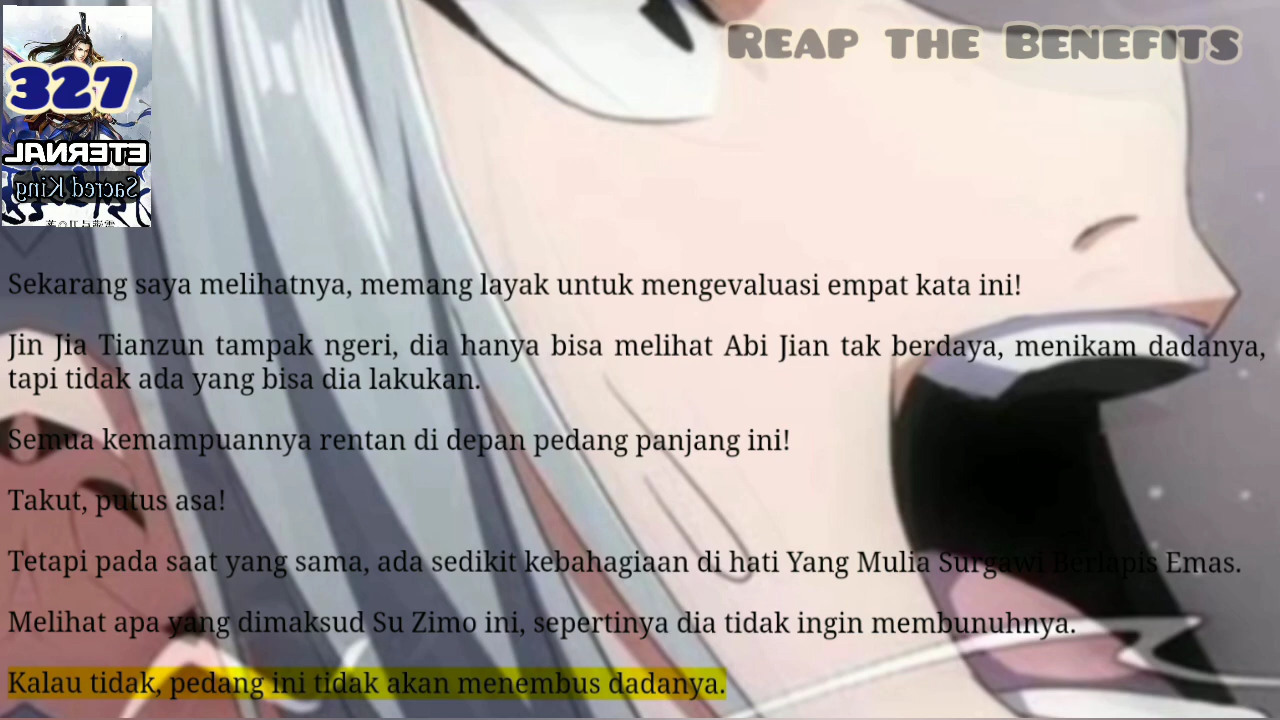 Reap the Benefits
327
ETERNAL
Sacred King
Sekarang saya melihatnya, memang layak untuk mengevaluasi empat kata ini!
Jin Jia Tianzun tampak ngeri, dia hanya bisa melihat Abi Jian tak berdaya, menikam dadanya,
tapi tidak ada yang bisa dia lakukan.
Semua kemampuannya rentan di depan pedang panjang ini!
Takut, putus asa!
Tetapi pada saat yang sama, ada sedikit kebahagiaan di hati Yang Mulia Surgawi Berlapis Emas.
Melihat apa yang dimaksud Su Zimo ini, sepertinya dia tidak ingin membunuhnya.
Kalau tidak, pedang ini tidak akan menembus dadanya.